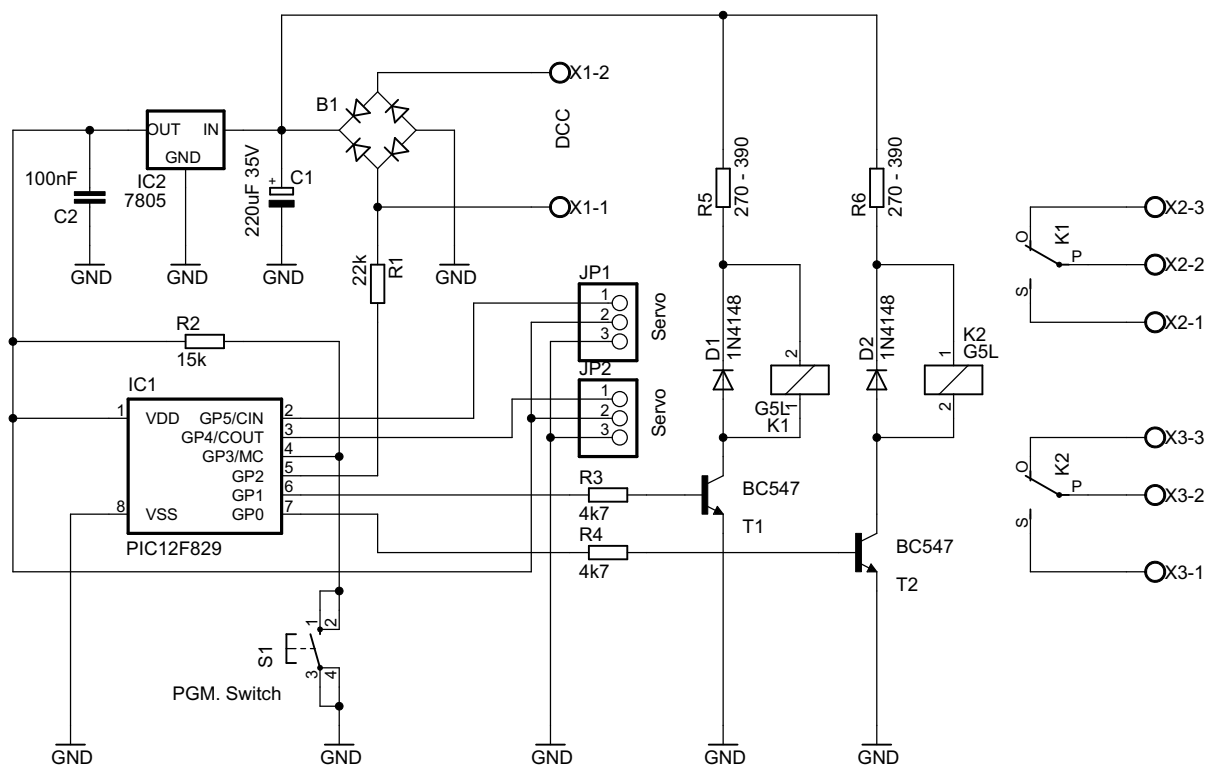 X1-2
B1
DCC
OUT IN
GND
IC2
7805
100nF
C2
220uF 35V
+
C1
X1-1
GND
GND
GND
GND
22k
R1
R5
270 - 390
R6
270 - 390
X2-3
O
K1
P
X2-2
S
X2-1
JP1
1
2
3
Servo
JP2
1
2
3
Servo
R2
15k
D1
1N4148
2
1
G5L
K1
D2
1N4148
K2
G5L
1
2
IC1
1
VDD
GP5/CIN
2
GP4/COUT
3
GP3/MC
4
GP2
5
GP1
6
8
VSS
GP0
7
PIC12F829
R3
4k7
R4
4k7
BC547
T1
BC547
T2
X3-3
O
K2
P
X3-2
S
X3-1
1
2
S1
3
4
PGM. Switch
GND
GND
GND
GND
GND